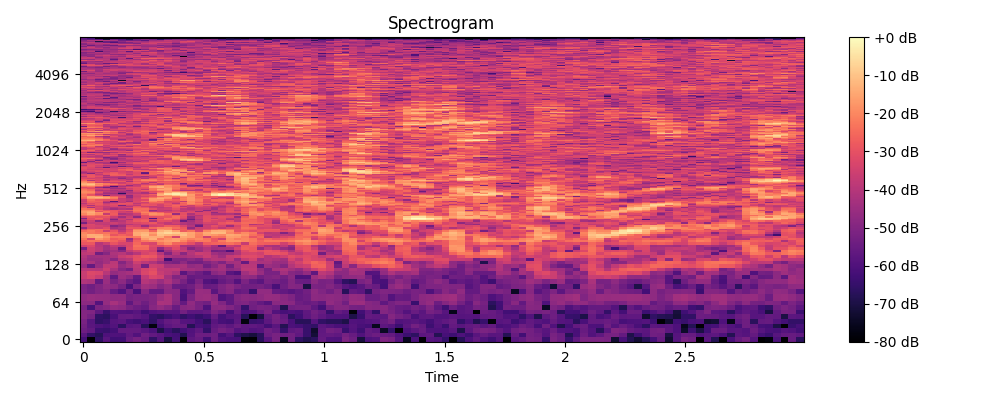 Spectrogram
Hz
4096
2048
1024
512
256
128
64
0
0
0.5
1
1.5
2
2.5
Time
+0 dB
-10 dB
-20 dB
-30 dB
-40 dB
-50 dB
-60 dB
-70 dB
-80 dB